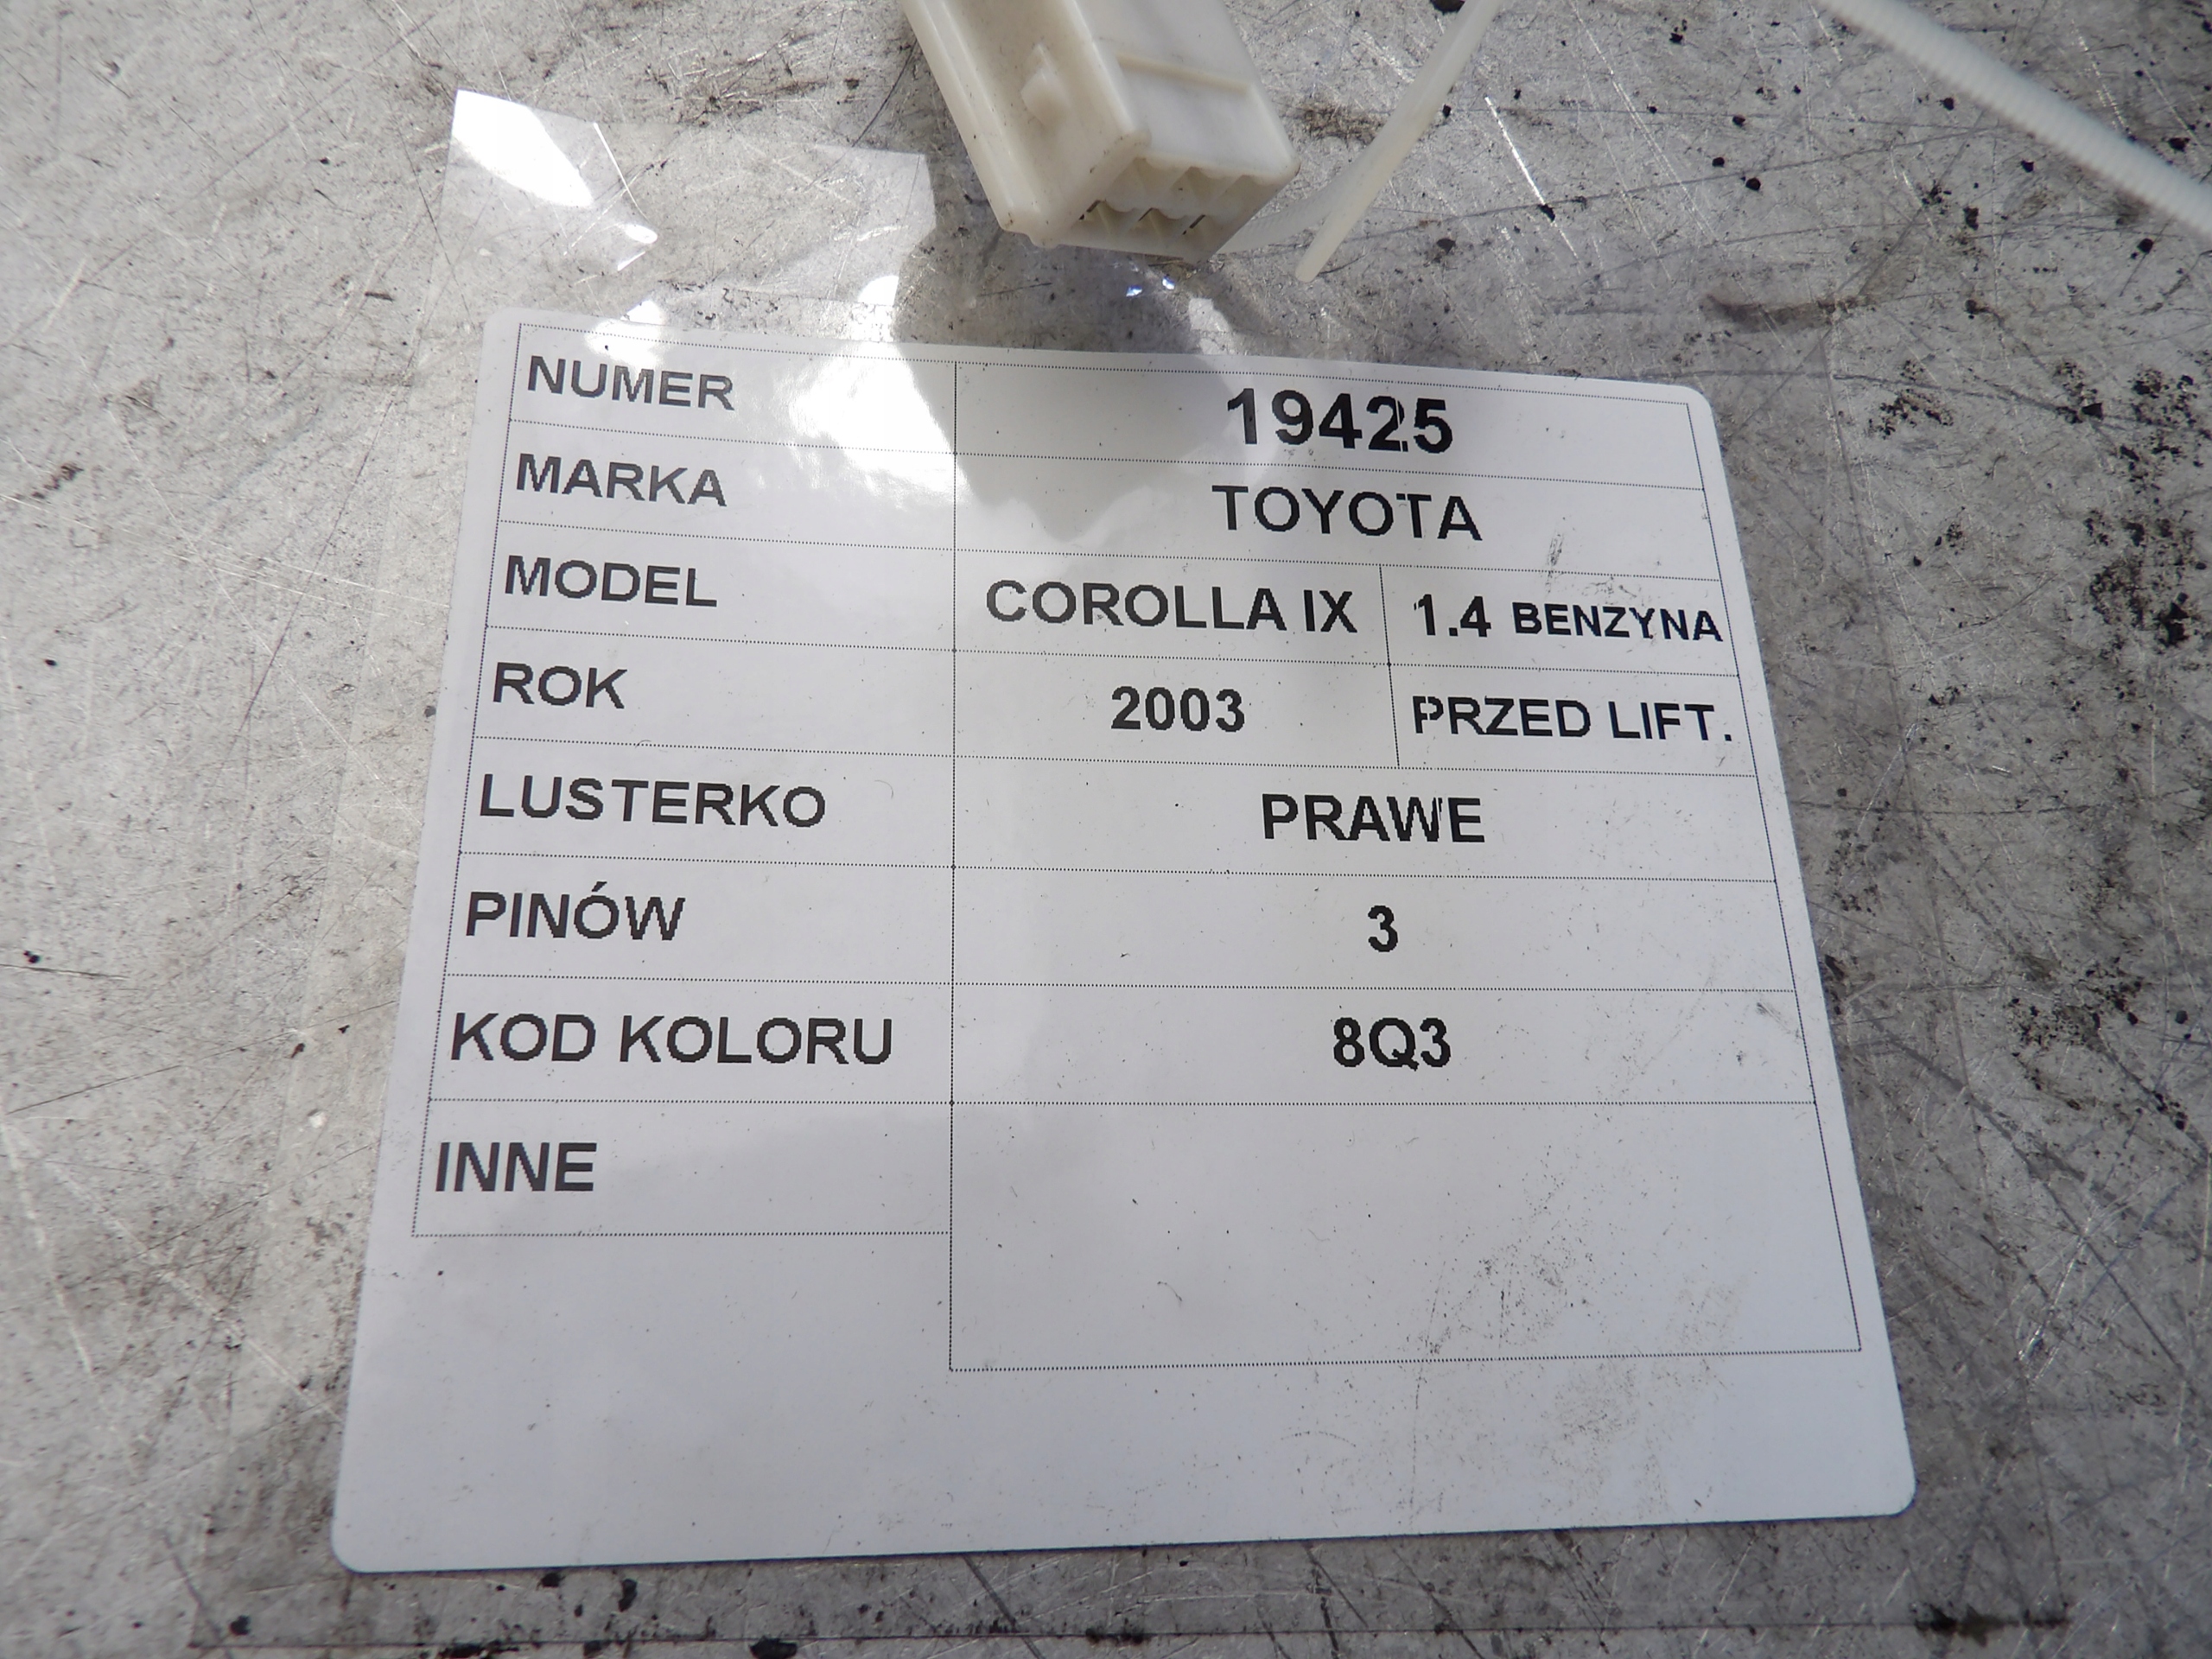 NUMER 19425
MARKA TOYOTA
MODEL COROLLA IX 1.4 BENZYNA
ROK 2003 PRZED LIFT.
LUSTERKO PRAWE
PINÓW 3
KOD KOLORU 8Q3
INNE